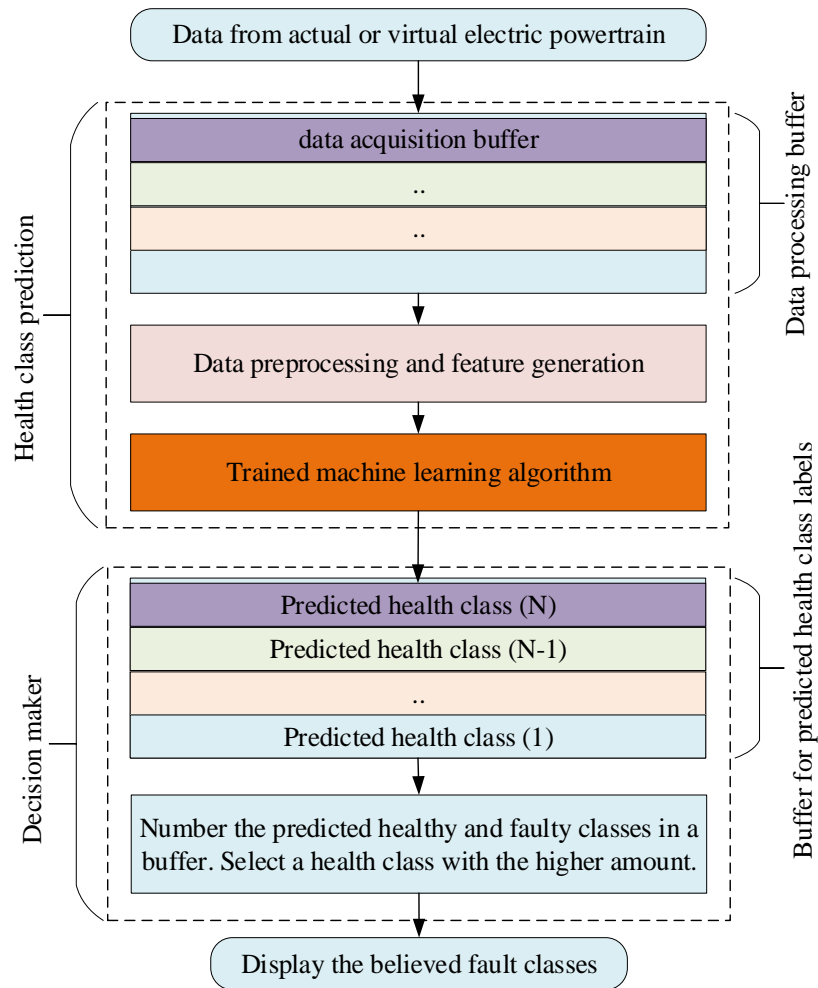 Data from actual or virtual electric powertrain
data acquisition buffer
..
..
Data processing buffer
Health class prediction
Data preprocessing and feature generation
Trained machine learning algorithm
Predicted health class (N)
Predicted health class (N-1)
..
Predicted health class (1)
Buffer for predicted health class labels
Decision maker
Number the predicted healthy and faulty classes in a
buffer. Select a health class with the higher amount.
Display the believed fault classes